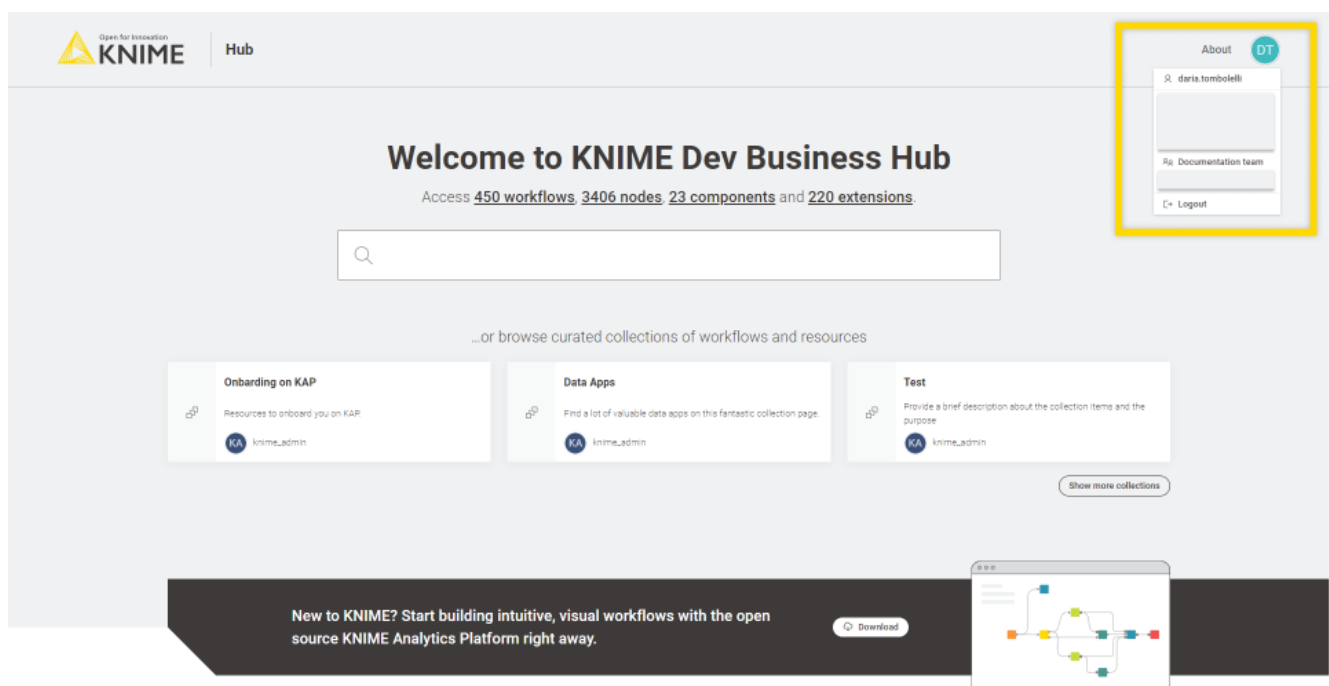 Open for Innovation
KNIME
Hub
About
DT
daria.tombolelli
Documentation team
Logout
Welcome to KNIME Dev Business Hub
Access 450 workflows, 3406 nodes, 23 components and 220 extensions.
...or browse curated collections of workflows and resources
Onbarding on KAP
Resources to onboard you on KAP.
KA knime_admin
Data Apps
Find a lot of valuable data apps on this fantastic collection page.
KA knime_admin
Test
Provide a brief description about the collection items and the
purpose
KA knime_admin
Show more collections
New to KNIME? Start building intuitive, visual workflows with the open
source KNIME Analytics Platform right away.
Download